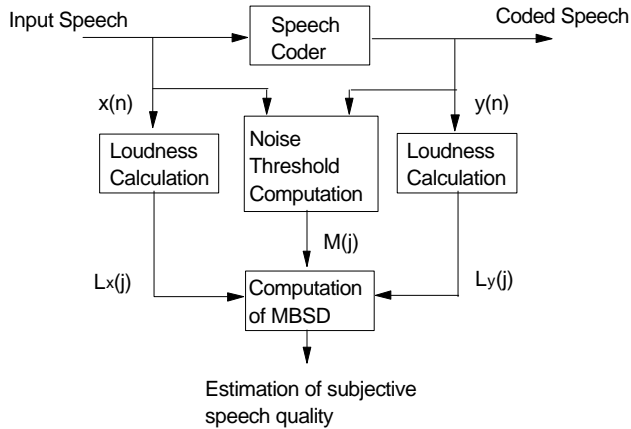 Input Speech
Speech
Coder
Coded Speech
x(n)
y(n)
Loudness
Calculation
Noise
Threshold
Computation
Loudness
Calculation
M(j)
Lx(j)
Ly(j)
Computation
of MBSD
Estimation of subjective
speech quality